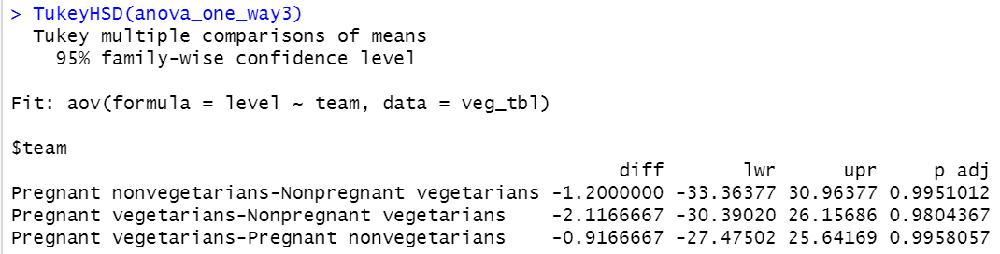 > TukeyHSD(anova_one_way3)
  Tukey multiple comparisons of means
    95% family-wise confidence level

Fit: aov(formula = level ~ team, data = veg_tbl)

$team
                                                     diff       lwr      upr     p adj
Pregnant nonvegetarians-Nonpregnant vegetarians -1.2000000 -33.36377 30.96377 0.9951012
Pregnant vegetarians-Nonpregnant vegetarians    -2.1166667 -30.39020 26.15686 0.9804367
Pregnant vegetarians-Pregnant nonvegetarians    -0.9166667 -27.47502 25.64169 0.9958057